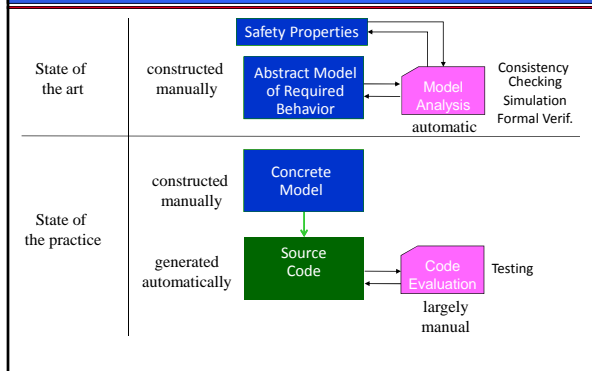 Safety Properties
State of
the art
constructed
manually
Abstract Model
of Required
Behavior
Model
Analysis
automatic
Consistency
Checking
Simulation
Formal Verif.
constructed
manually
Concrete
Model
State of
the practice
generated
automatically
Source
Code
Code
Evaluation
Testing
largely
manual